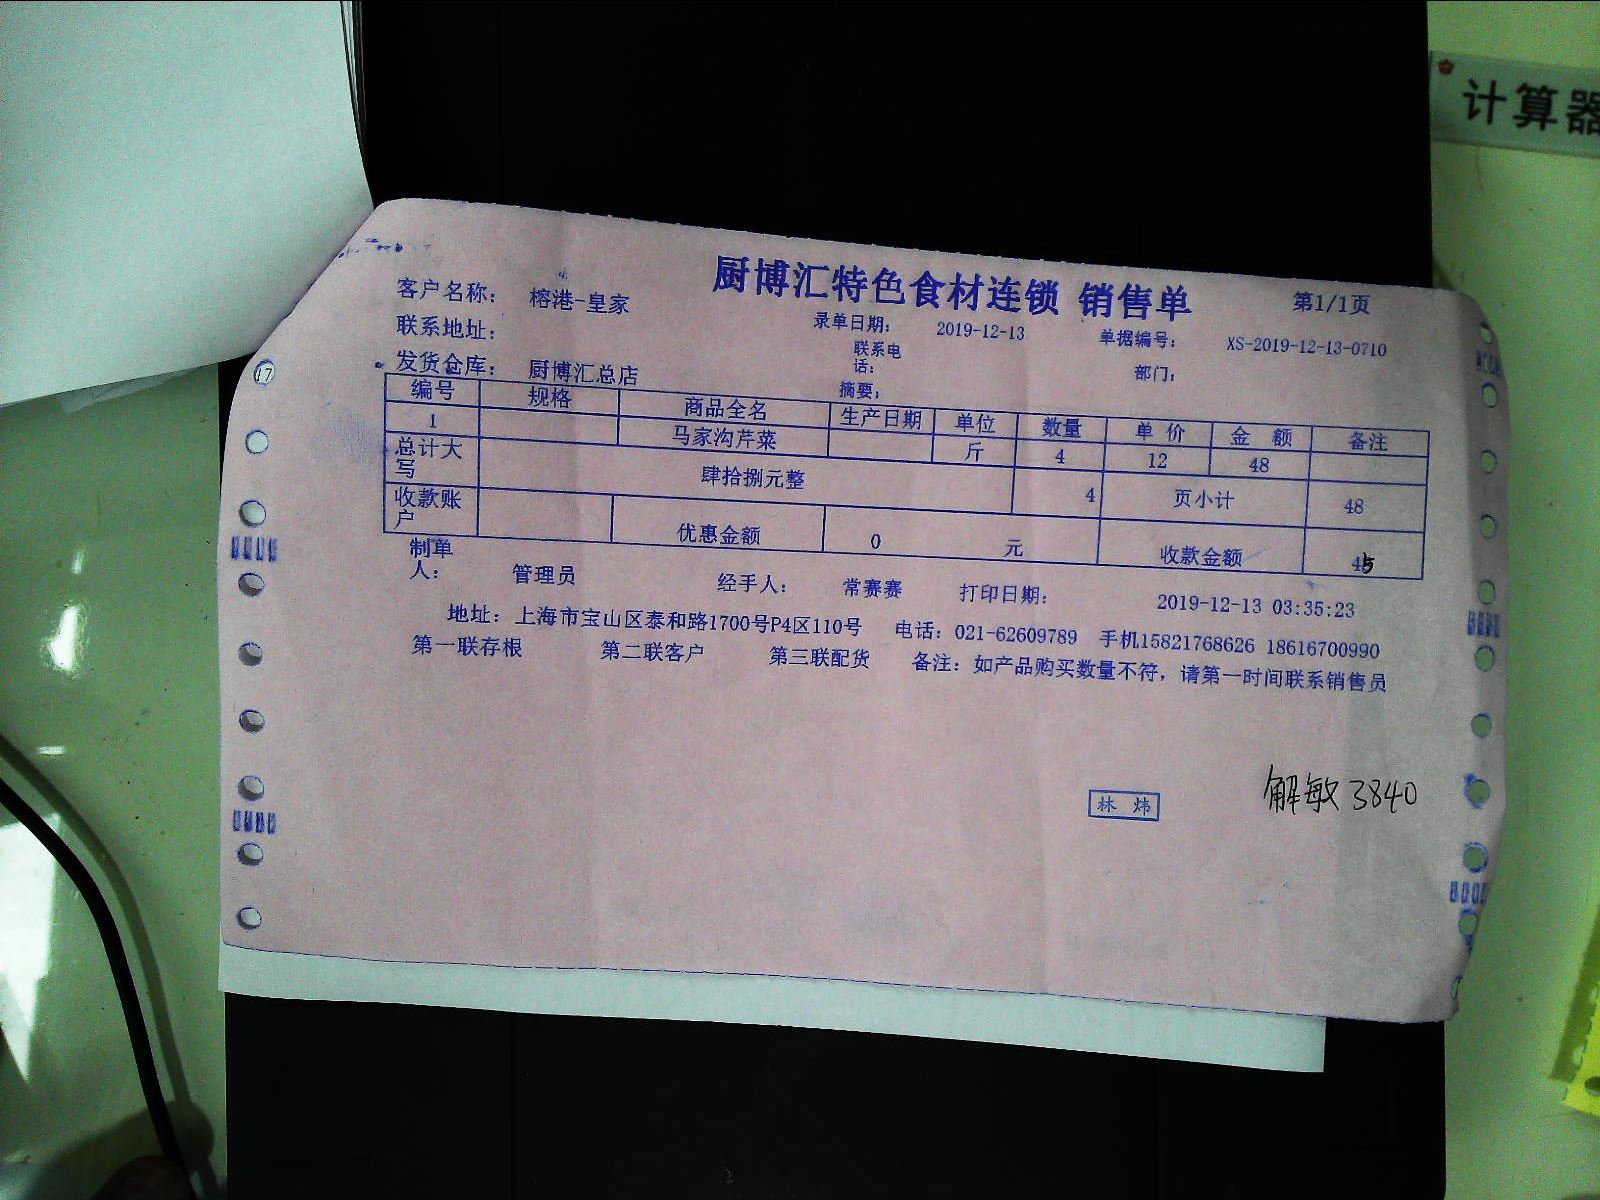 计算器
厨博汇特色食材连锁 销售单
第1/1页
客户名称： 榕港-皇家
录单日期： 2019-12-13 单据编号： XS-2019-12-13-0710
联系地址： 联系电话： 部门：
发货仓库： 厨博汇总店 摘要：
编号 规格 商品全名 生产日期 单位 数量 单价 金额 备注
1 马家沟芹菜 斤 4 12 48
总计大写 肆拾捌元整 4 页小计 48
收款账户 优惠金额 0 元 收款金额
制单人： 管理员 经手人： 常赛赛 打印日期： 2019-12-13 03:35:23
地址：上海市宝山区泰和路1700号P4区110号 电话：021-62609789 手机15821768626 18616700990
第一联存根 第二联客户 第三联配货 备注：如产品购买数量不符，请第一时间联系销售员
林炜
解敏 3840
17